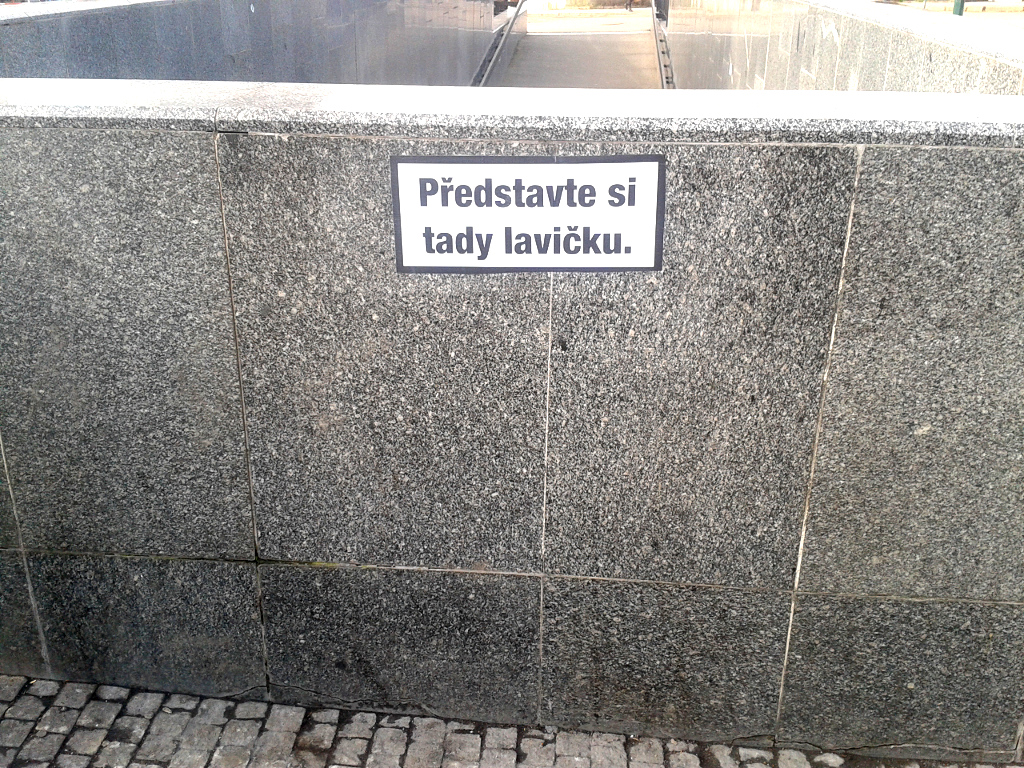 Představte si
tady lavičku.